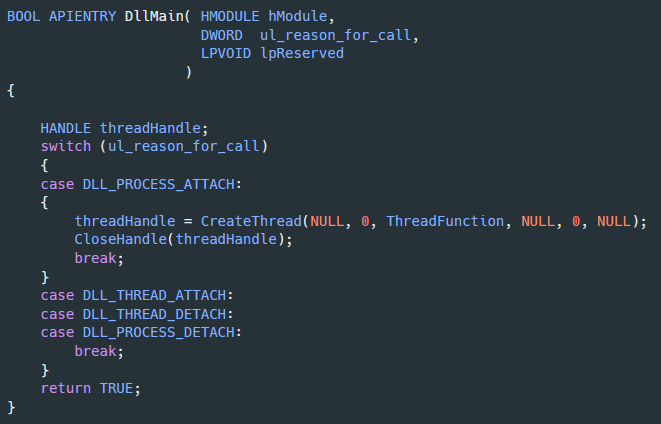 BOOL APIENTRY DllMain( HMODULE hModule,
                       DWORD  ul_reason_for_call,
                       LPVOID lpReserved
                     )
{

    HANDLE threadHandle;
    switch (ul_reason_for_call)
    {
    case DLL_PROCESS_ATTACH:
    {
        threadHandle = CreateThread(NULL, 0, ThreadFunction, NULL, 0, NULL);
        CloseHandle(threadHandle);
        break;
    }
    case DLL_THREAD_ATTACH:
    case DLL_THREAD_DETACH:
    case DLL_PROCESS_DETACH:
        break;
    }
    return TRUE;
}